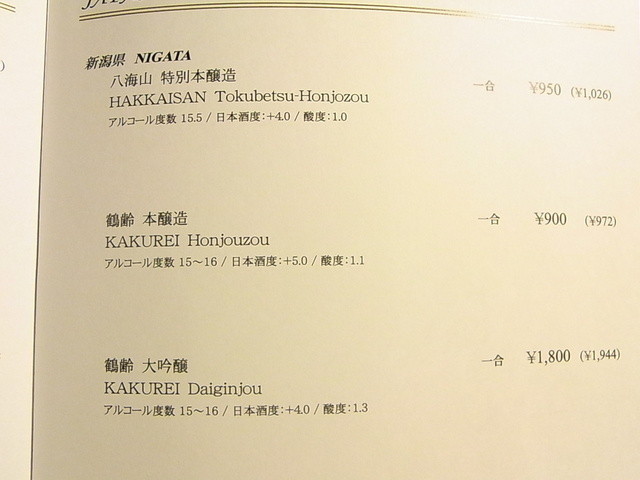 新潟県 NIGATA
八海山 特別本醸造
HAKKAISAN Tokubetsu-Honjozou 一合 ¥950 (¥1,026)
アルコール度数 15.5 / 日本酒度:+4.0 / 酸度:1.0
鶴齢 本醸造
KAKUREI Honjouzou 一合 ¥900 (¥972)
アルコール度数 15～16 / 日本酒度:+5.0 / 酸度:1.1
鶴齢 大吟醸
KAKUREI Daiginjou 一合 ¥1,800 (¥1,944)
アルコール度数 15～16 / 日本酒度:+4.0 / 酸度:1.3